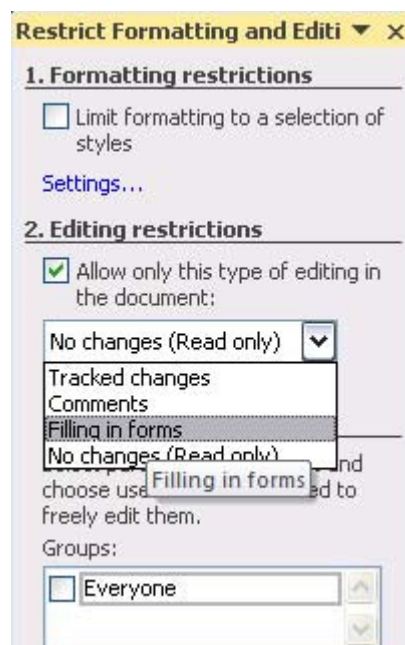 Restrict Formatting and Editi
1. Formatting restrictions
Limit formatting to a selection of
styles
Settings...
2. Editing restrictions
Allow only this type of editing in
the document:
No changes (Read only)
Tracked changes
Comments
Filling in forms
No changes (Read only)
Filling in forms
and
choose use
ed to
freely edit them.
Groups:
Everyone